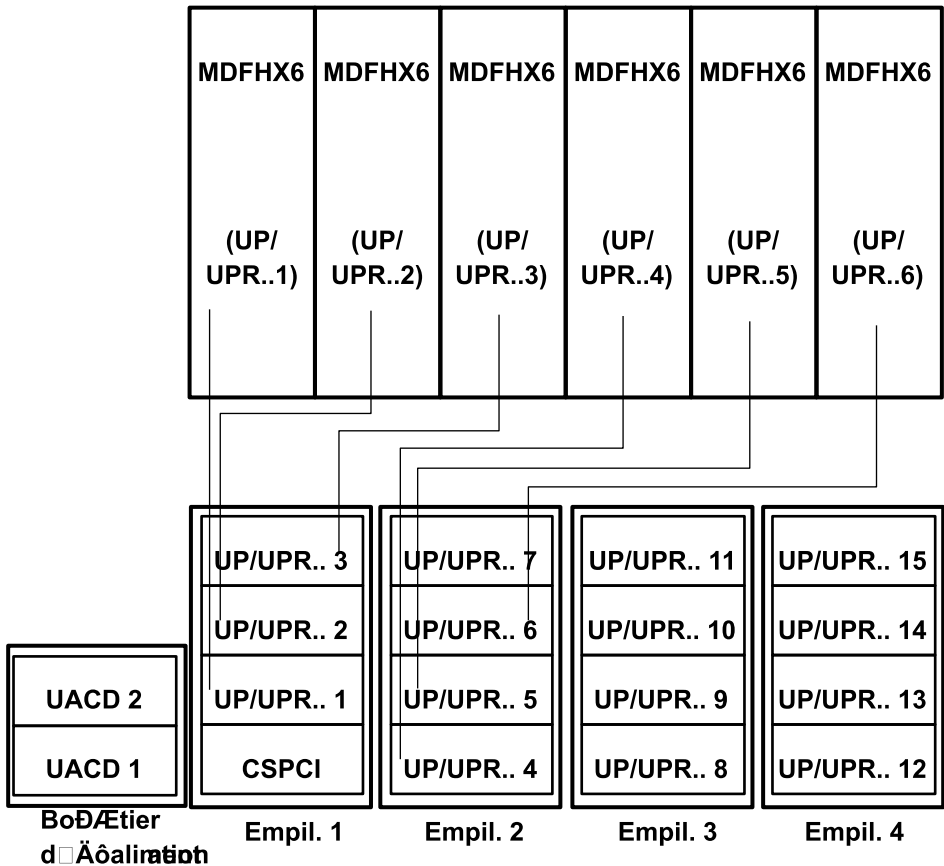 MDFHX6 MDFHX6 MDFHX6 MDFHX6 MDFHX6 MDFHX6
(UP/ (UP/ (UP/ (UP/ (UP/ (UP/
UPR..1) UPR..2) UPR..3) UPR..4) UPR..5) UPR..6)
UP/UPR.. 3 UP/UPR.. 7 UP/UPR.. 11 UP/UPR.. 15
UP/UPR.. 2 UP/UPR.. 6 UP/UPR.. 10 UP/UPR.. 14
UACD 2 UP/UPR.. 1 UP/UPR.. 5 UP/UPR.. 9 UP/UPR.. 13
UACD 1 CSPCI UP/UPR.. 4 UP/UPR.. 8 UP/UPR.. 12
BoÐÆtier Empil. 1 Empil. 2 Empil. 3 Empil. 4